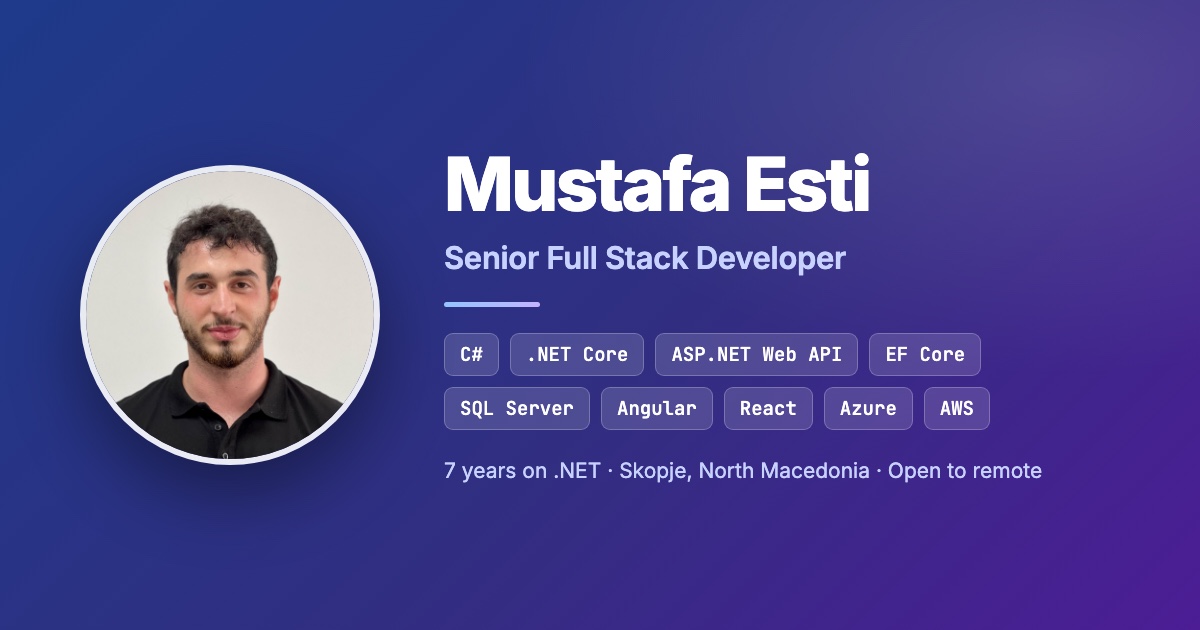 Mustafa Esti
Senior Full Stack Developer
C# .NET Core ASP.NET Web API EF Core
SQL Server Angular React Azure AWS
7 years on .NET · Skopje, North Macedonia · Open to remote